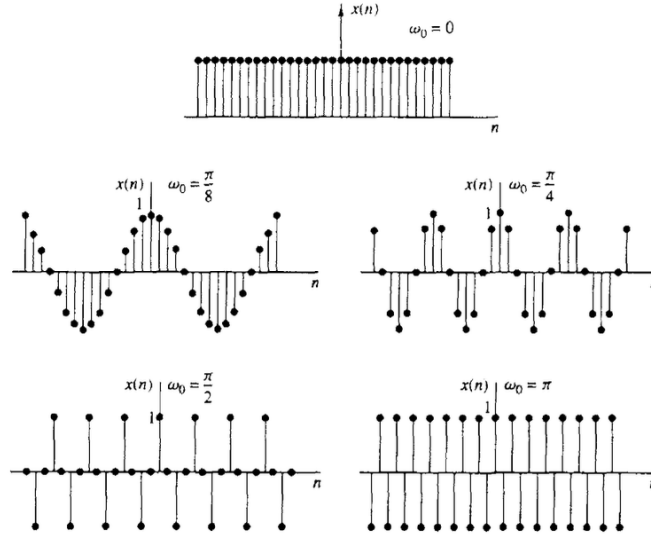 x(n)
ω₀ = 0
n
x(n) ω₀ = π/8
1
n
x(n) ω₀ = π/4
1
n
x(n) ω₀ = π/2
1
n
x(n) ω₀ = π
1